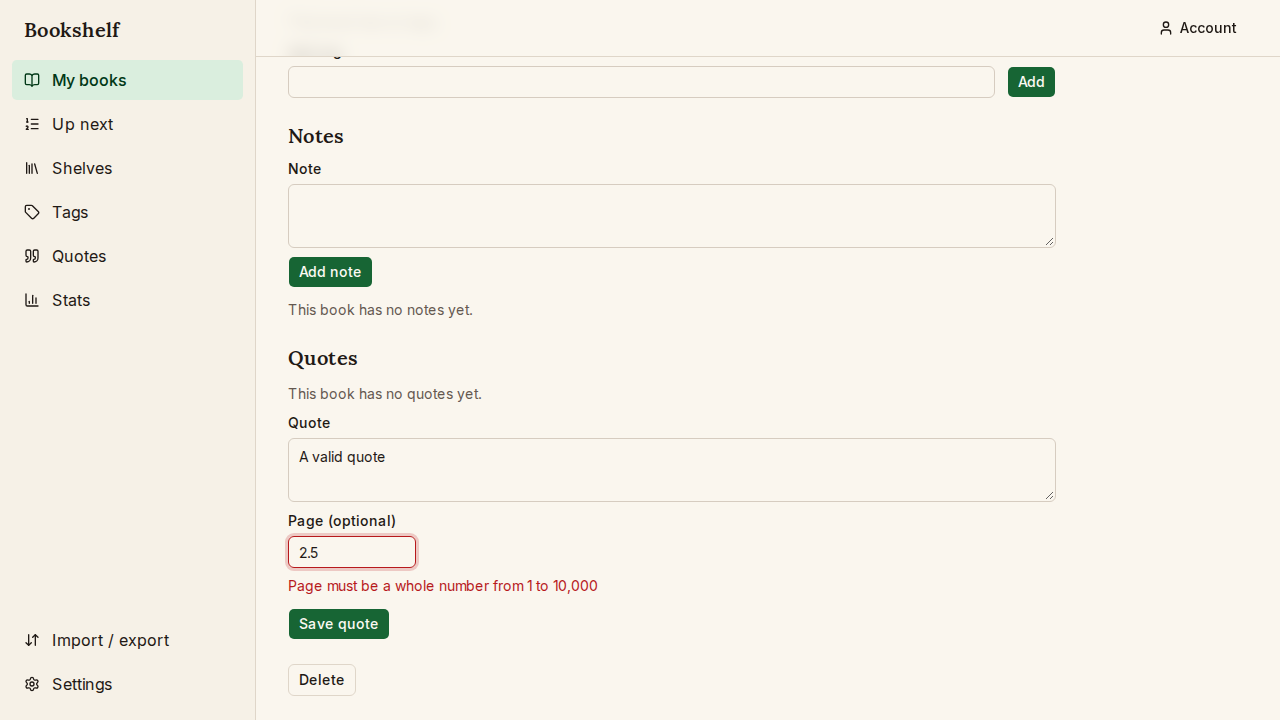 Bookshelf
Account
My books
Up next
Shelves
Tags
Quotes
Stats
Import / export
Settings
Add
Notes
Note
Add note
This book has no notes yet.
Quotes
This book has no quotes yet.
Quote
A valid quote
Page (optional)
2.5
Page must be a whole number from 1 to 10,000
Save quote
Delete